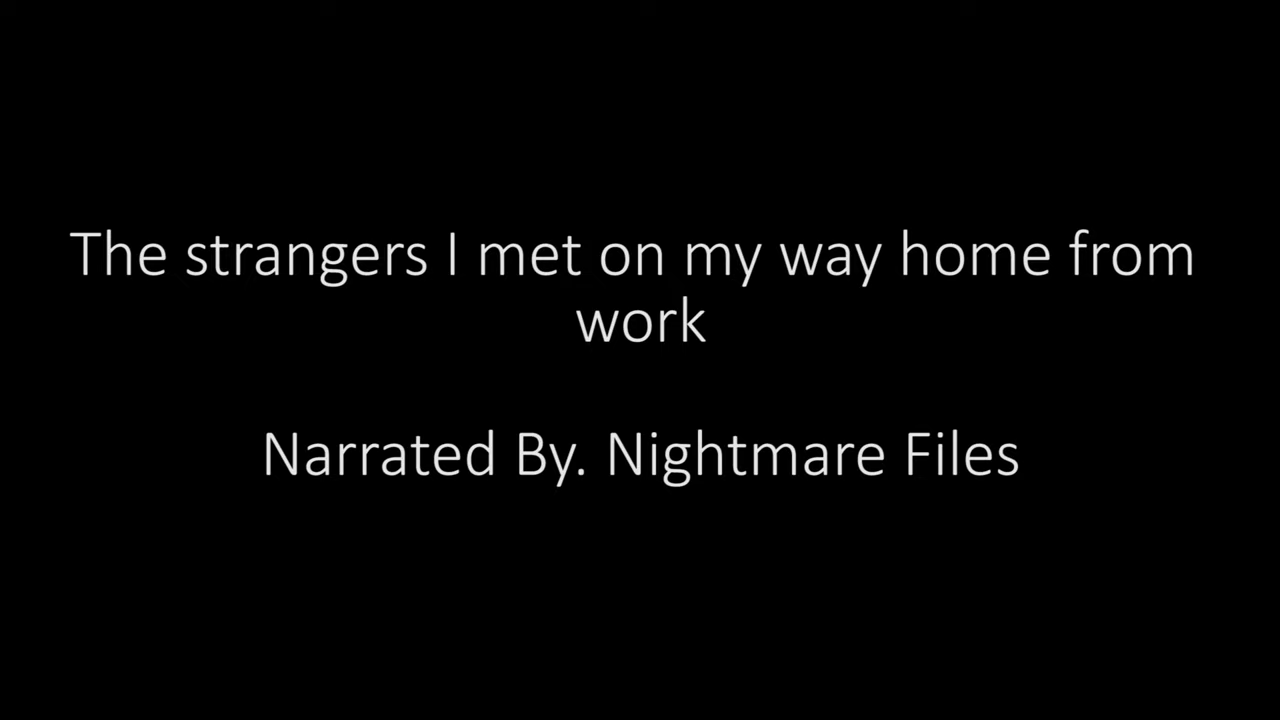 The strangers I met on my way home from
work
Narrated By. Nightmare Files